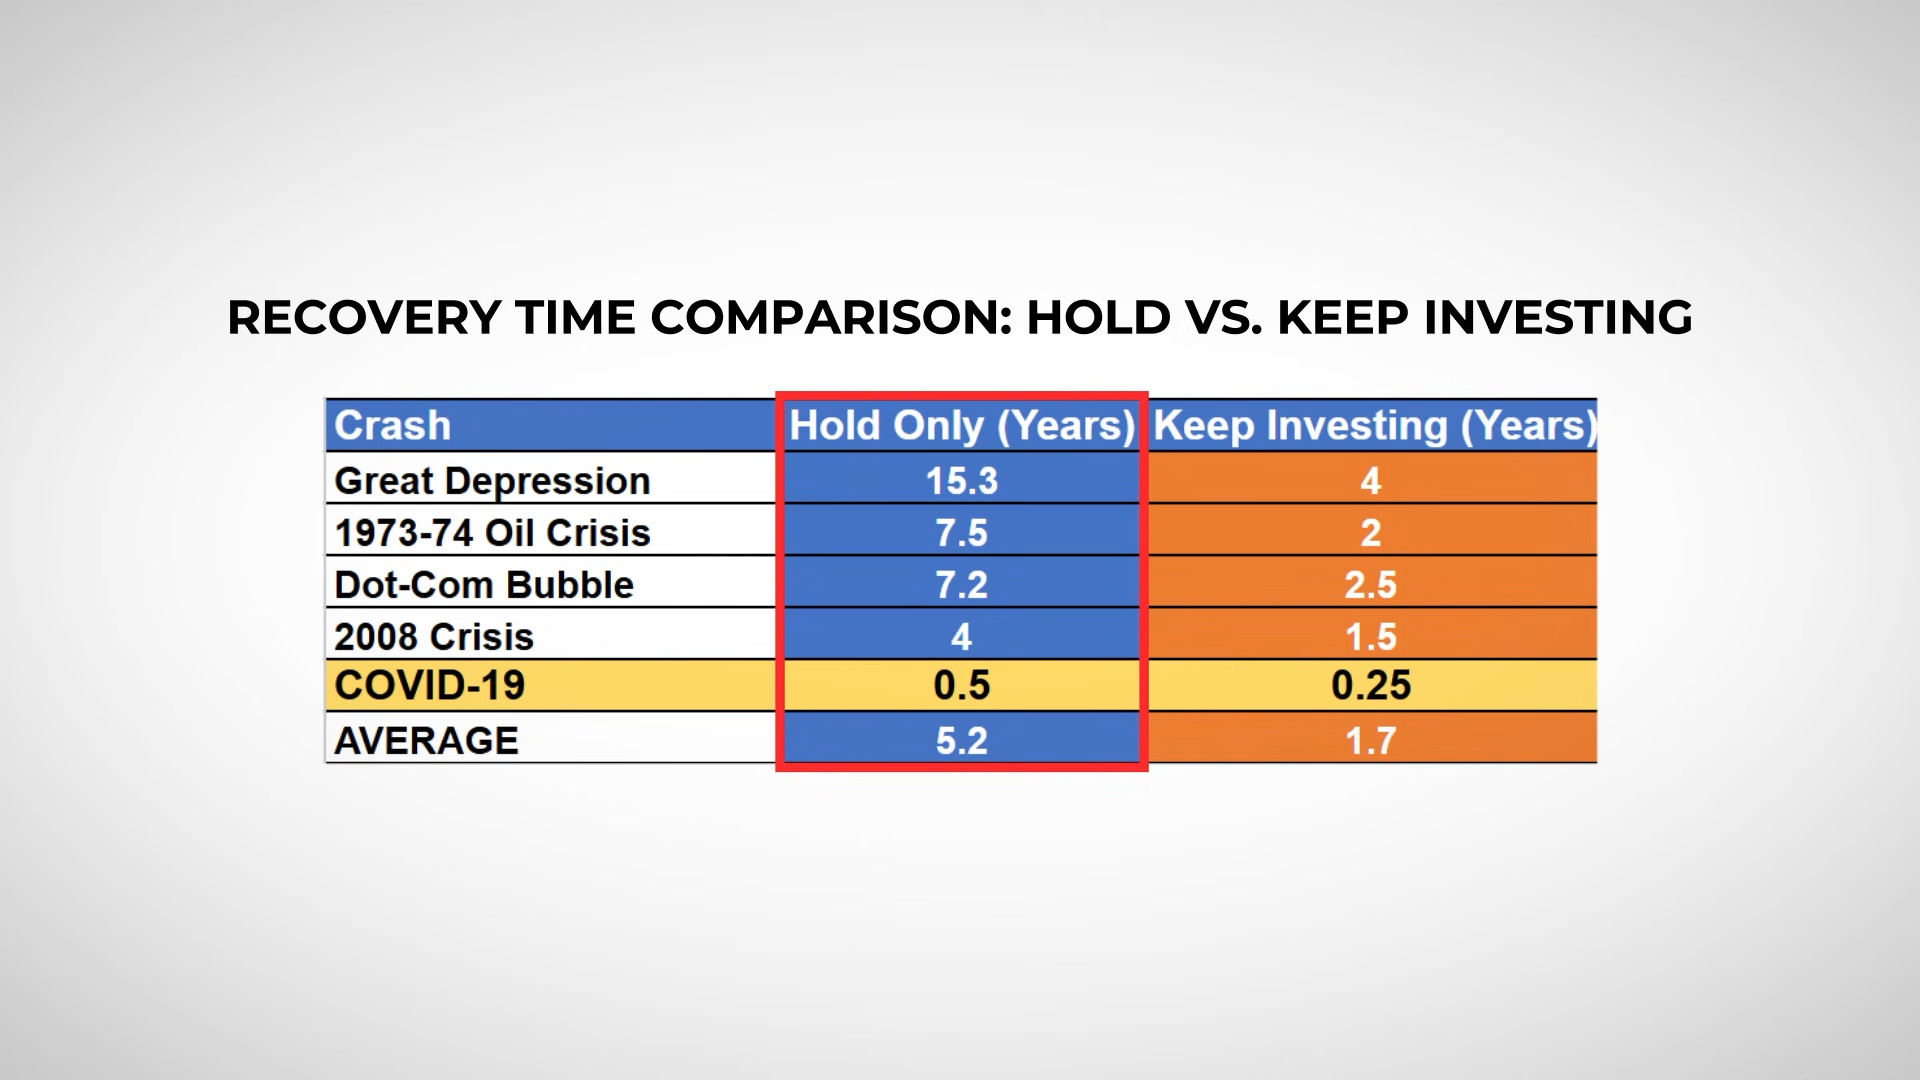 RECOVERY TIME COMPARISON: HOLD VS. KEEP INVESTING
Crash Hold Only (Years) Keep Investing (Years)
Great Depression 15.3 4
1973-74 Oil Crisis 7.5 2
Dot-Com Bubble 7.2 2.5
2008 Crisis 4 1.5
COVID-19 0.5 0.25
AVERAGE 5.2 1.7